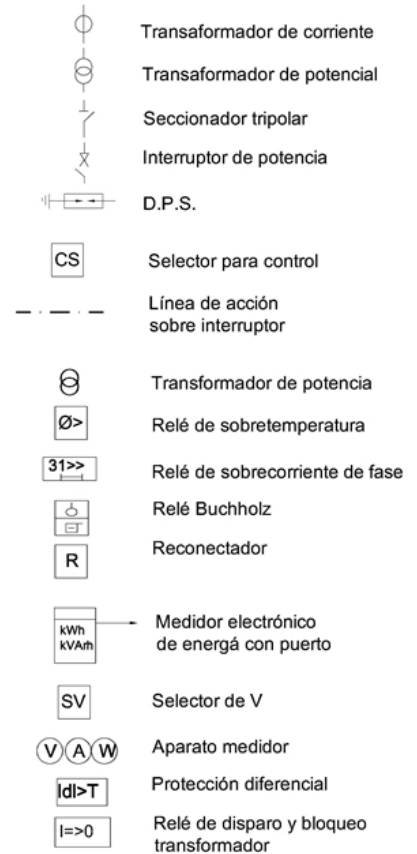 Transaformador de corriente
Transaformador de potencial
Seccionador tripolar
Interruptor de potencia
D.P.S.
CS Selector para control
Línea de acción
sobre interruptor
Transformador de potencia
Ø> Relé de sobretemperatura
31>> Relé de sobrecorriente de fase
Relé Buchholz
R Reconectador
kWh Medidor electrónico
kVArh de energá con puerto
SV Selector de V
V A W Aparato medidor
IdI>T Protección diferencial
I=>0 Relé de disparo y bloqueo
transformador